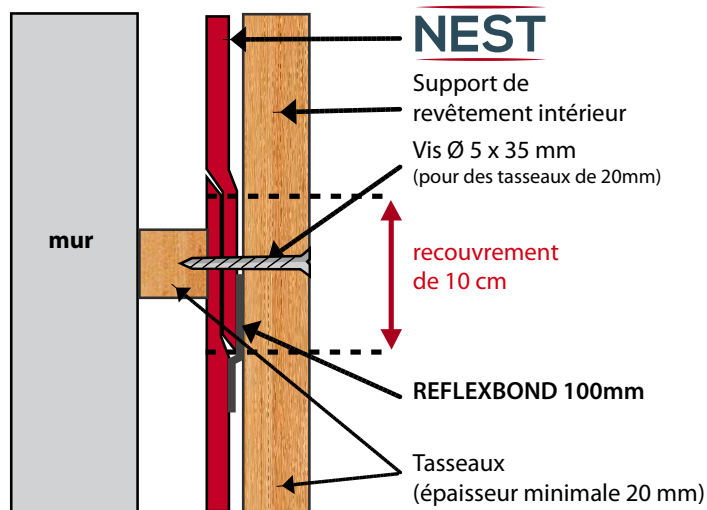 NEST
Support de
revêtement intérieur
Vis Ø 5 x 35 mm
(pour des tasseaux de 20mm)
mur
recouvrement
de 10 cm
REFLEXBOND 100mm
Tasseaux
(épaisseur minimale 20 mm)